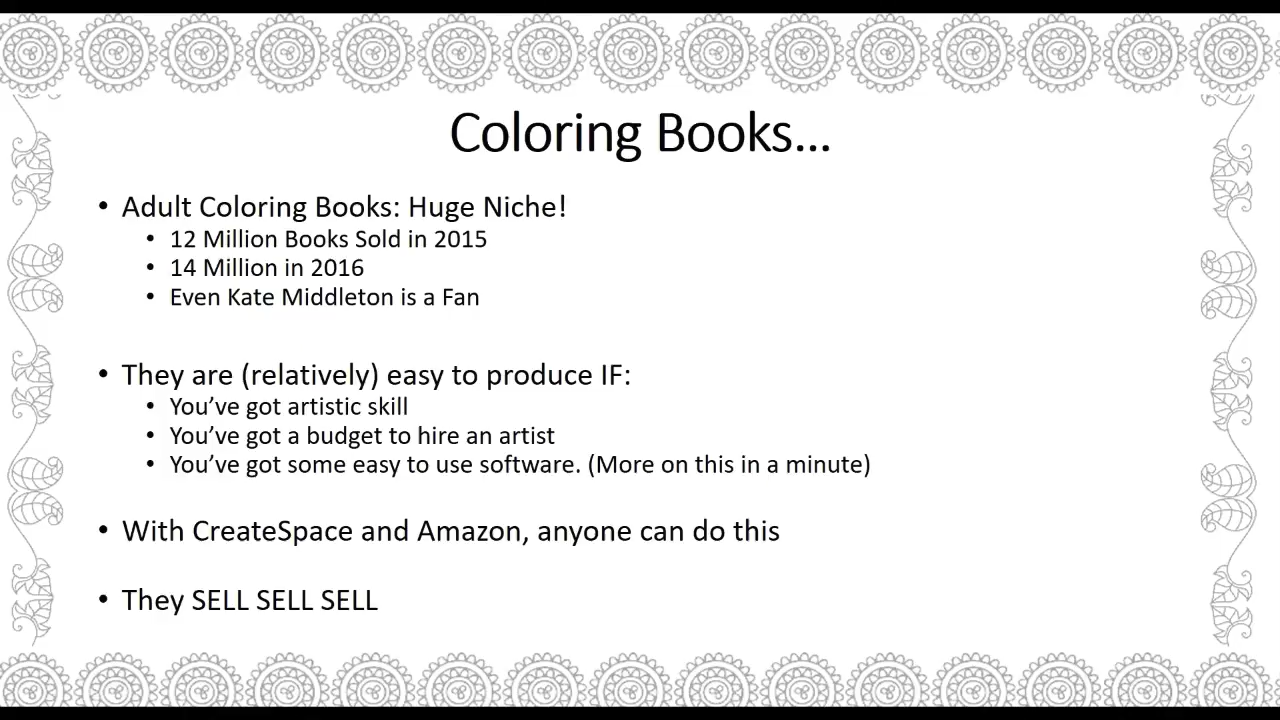 Coloring Books...
• Adult Coloring Books: Huge Niche!
• 12 Million Books Sold in 2015
• 14 Million in 2016
• Even Kate Middleton is a Fan
• They are (relatively) easy to produce IF:
• You’ve got artistic skill
• You’ve got a budget to hire an artist
• You’ve got some easy to use software. (More on this in a minute)
• With CreateSpace and Amazon, anyone can do this
• They SELL SELL SELL